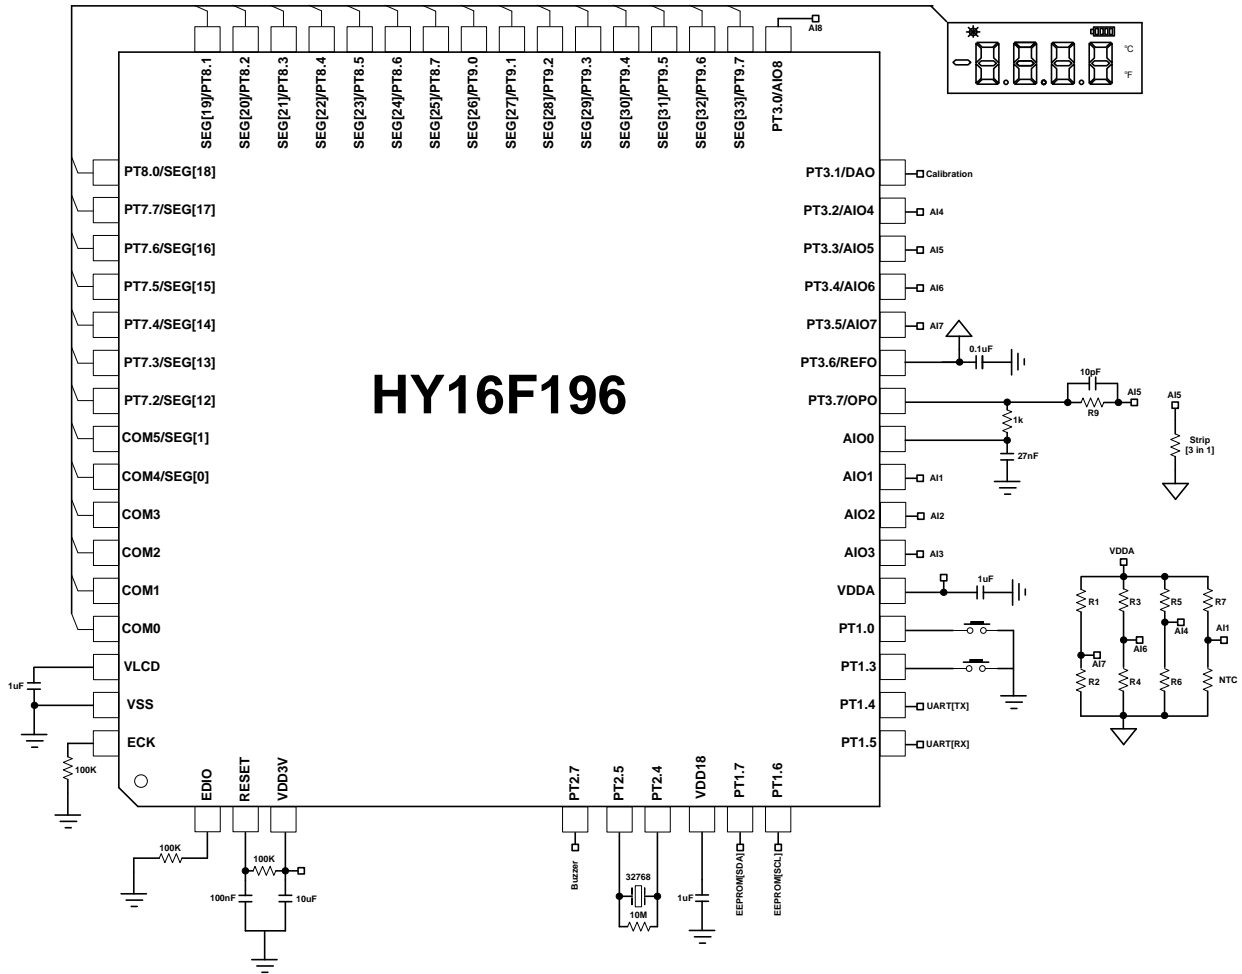 AI8
°C
°F
SEG[19]/PT8.1
SEG[20]/PT8.2
SEG[21]/PT8.3
SEG[22]/PT8.4
SEG[23]/PT8.5
SEG[24]/PT8.6
SEG[25]/PT8.7
SEG[26]/PT9.0
SEG[27]/PT9.1
SEG[28]/PT9.2
SEG[29]/PT9.3
SEG[30]/PT9.4
SEG[31]/PT9.5
SEG[32]/PT9.6
SEG[33]/PT9.7
PT3.0/AIO8
PT8.0/SEG[18]
PT7.7/SEG[17]
PT7.6/SEG[16]
PT7.5/SEG[15]
PT7.4/SEG[14]
PT7.3/SEG[13]
PT7.2/SEG[12]
COM5/SEG[1]
COM4/SEG[0]
COM3
COM2
COM1
COM0
VLCD
VSS
ECK
1uF
100K
HY16F196
PT3.1/DAO
Calibration
PT3.2/AIO4
AI4
PT3.3/AIO5
AI5
PT3.4/AIO6
AI6
PT3.5/AIO7
AI7
PT3.6/REFO
0.1uF
PT3.7/OPO
10pF
R9
AI5
1k
AIO0
27nF
AIO1
AI1
AIO2
AI2
AIO3
AI3
VDDA
1uF
PT1.0
PT1.3
PT1.4
UART[TX]
PT1.5
UART[RX]
AI5
Strip
[3 in 1]
VDDA
R1
R3
R5
R7
AI4
AI1
AI6
AI7
R2
R4
R6
NTC
EDIO
RESET
VDD3V
PT2.7
PT2.5
PT2.4
VDD18
PT1.7
PT1.6
100K
100K
100nF
10uF
Buzzer
32768
10M
1uF
EEPROM[SDA]
EEPROM[SCL]